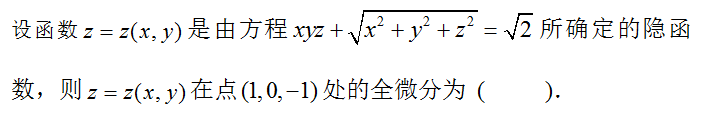 设函数 z = z(x, y) 是由方程 xyz + √(x² + y² + z²) = √2 所确定的隐函
数，则 z = z(x, y) 在点 (1, 0, −1) 处的全微分为（      ）.